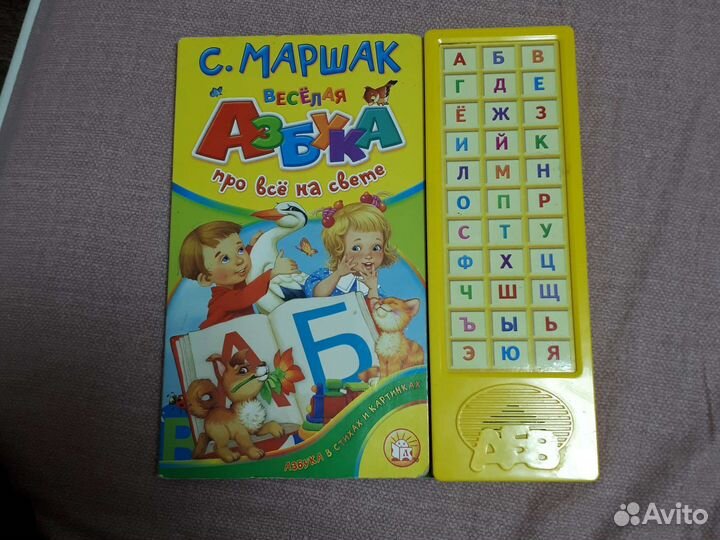 С. МАРШАК
ВЕСЁЛАЯ
АЗБУКА
про всё на свете
А Б
В
АЗБУКА В СТИХАХ И КАРТИНКАХ
А Б В
Г Д Е
Ё Ж З
И Й К
Л М Н
О П Р
С Т У
Ф Х Ц
Ч Ш Щ
Ъ Ы Ь
Э Ю Я
АБВ
Avito